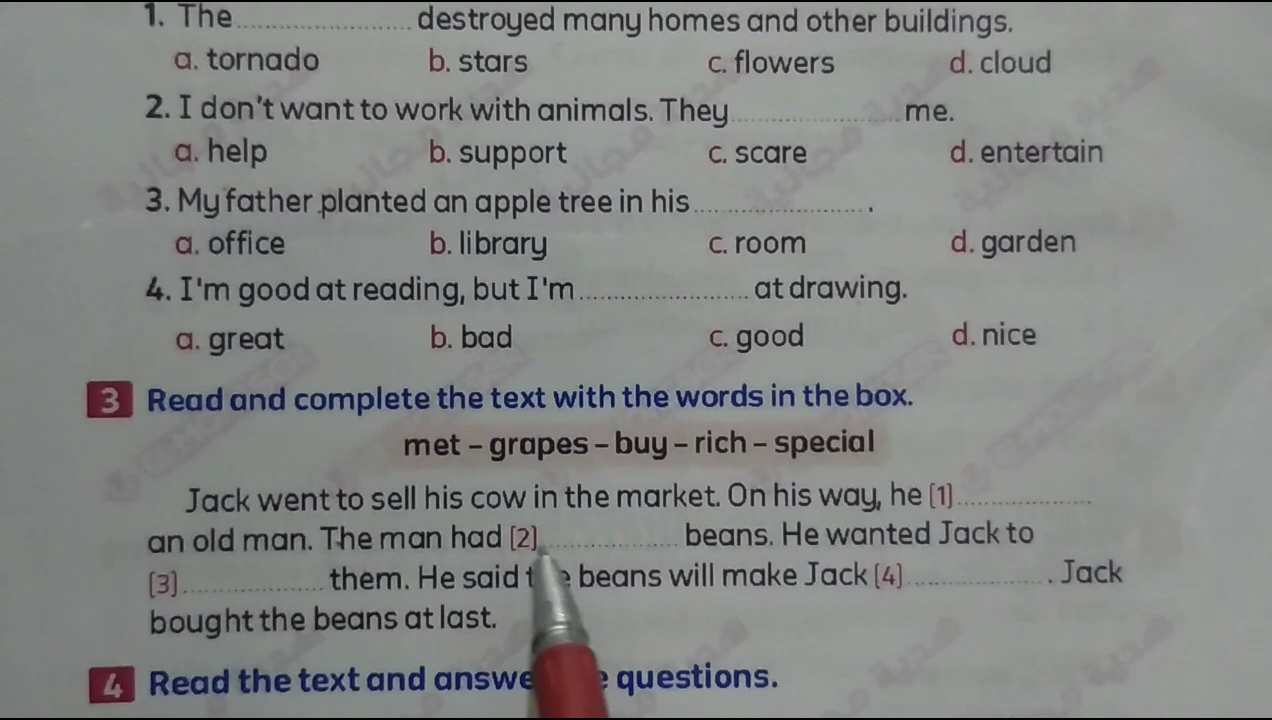 1. The ........................ destroyed many homes and other buildings.
a. tornado b. stars c. flowers d. cloud
2. I don't want to work with animals. They ........................ me.
a. help b. support c. scare d. entertain
3. My father planted an apple tree in his ........................ .
a. office b. library c. room d. garden
4. I'm good at reading, but I'm ........................ at drawing.
a. great b. bad c. good d. nice
3 Read and complete the text with the words in the box.
met – grapes – buy – rich – special
Jack went to sell his cow in the market. On his way, he [1] ...................
an old man. The man had [2] ................... beans. He wanted Jack to
[3] ................... them. He said the beans will make Jack [4] ................... . Jack
bought the beans at last.
4 Read the text and answe e questions.